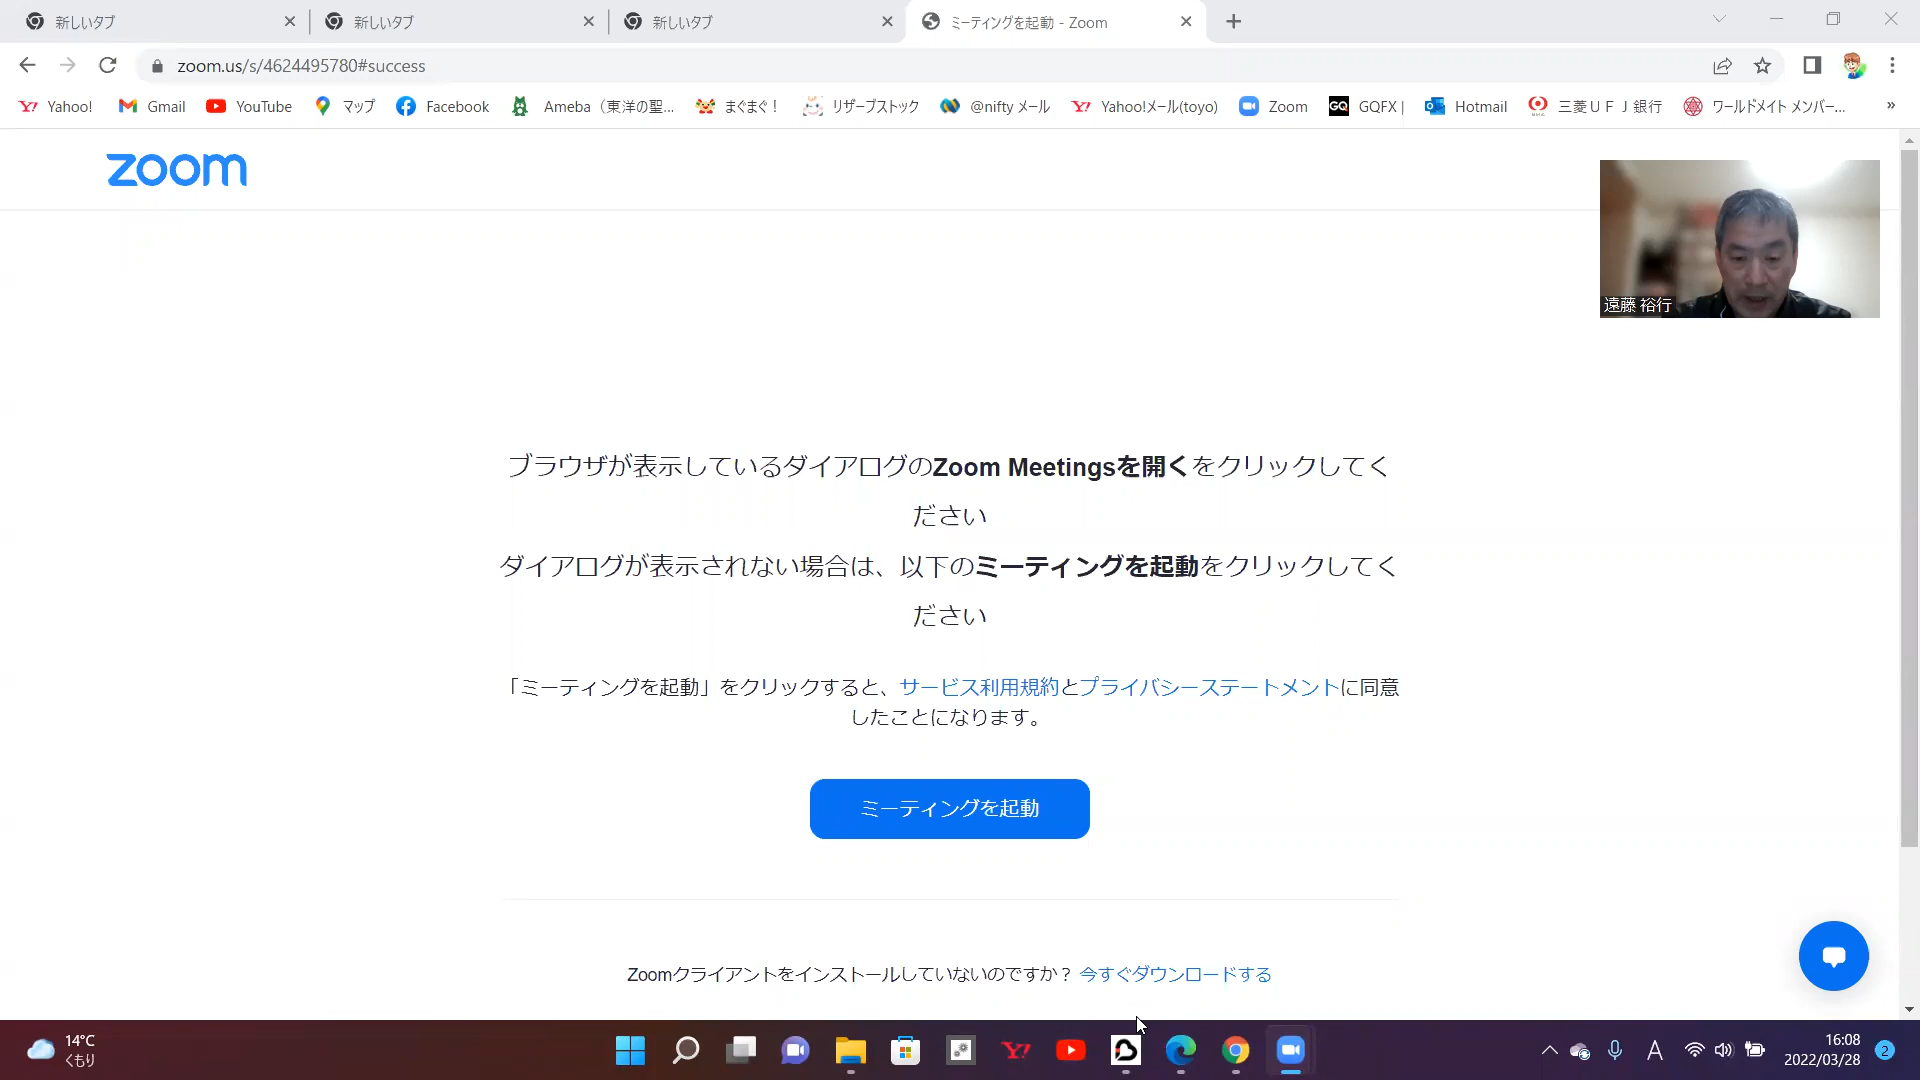 新しいタブ
新しいタブ
新しいタブ
ミーティングを起動 - Zoom
zoom.us/s/4624495780#success
Yahoo!
Gmail
YouTube
マップ
Facebook
Ameba（東洋の聖...
まぐまぐ！
リザーブストック
@nifty メール
Yahoo!メール(toyo)
Zoom
GQ
GQFX |
Hotmail
三菱ＵＦＪ銀行
ワールドメイト メンバー...
»
zoom
遠藤 裕行
ブラウザが表示しているダイアログのZoom Meetingsを開くをクリックしてく
ださい
ダイアログが表示されない場合は、以下のミーティングを起動をクリックしてく
ださい
「ミーティングを起動」をクリックすると、サービス利用規約とプライバシーステートメントに同意
したことになります。
ミーティングを起動
Zoomクライアントをインストールしていないのですか？ 今すぐダウンロードする
14°C
くもり
A
16:08
2022/03/28
2